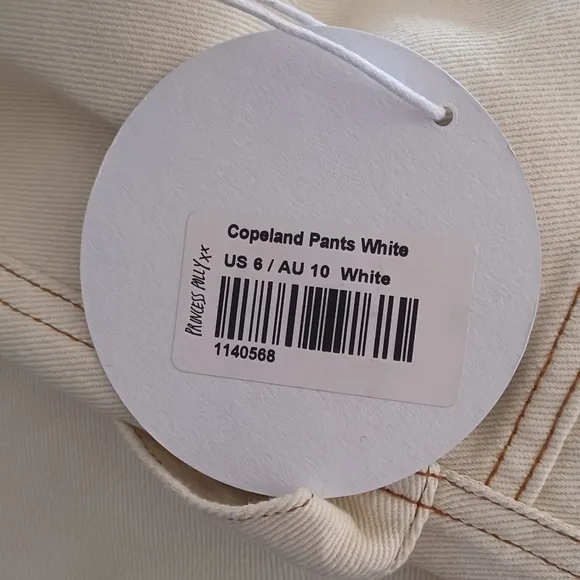 Copeland Pants White
US 6 / AU 10 White
PRINCESS POLLY xx
1140568